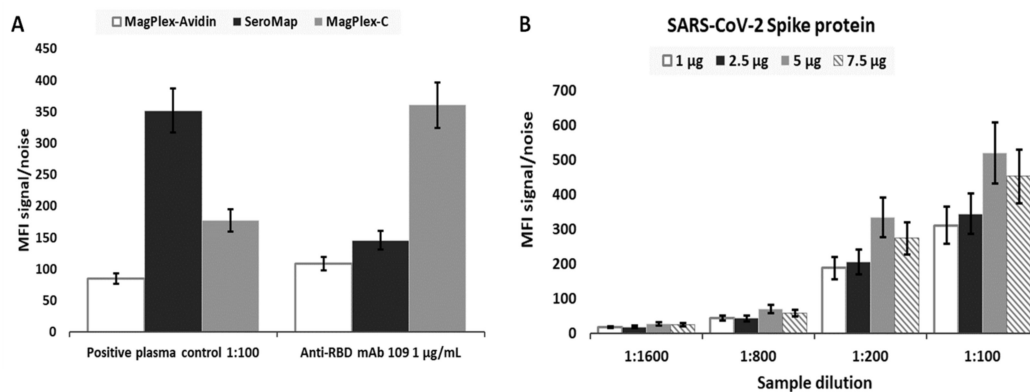 A
MagPlex-Avidin SeroMap MagPlex-C
450
400
350
300
250
200
150
100
50
0
MFI signal/noise
Positive plasma control 1:100 Anti-RBD mAb 109 1 µg/mL
B
SARS-CoV-2 Spike protein
1 µg 2.5 µg 5 µg 7.5 µg
700
600
500
400
300
200
100
0
MFI signal/noise
1:1600 1:800 1:200 1:100
Sample dilution